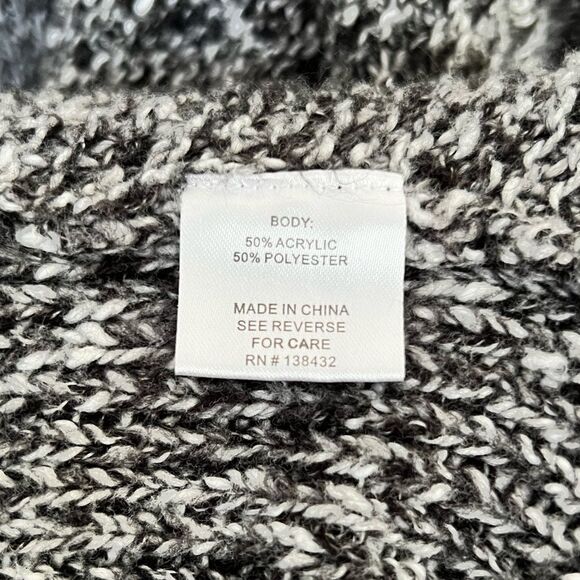 BODY:
50% ACRYLIC
50% POLYESTER
MADE IN CHINA
SEE REVERSE
FOR CARE
RN # 138432